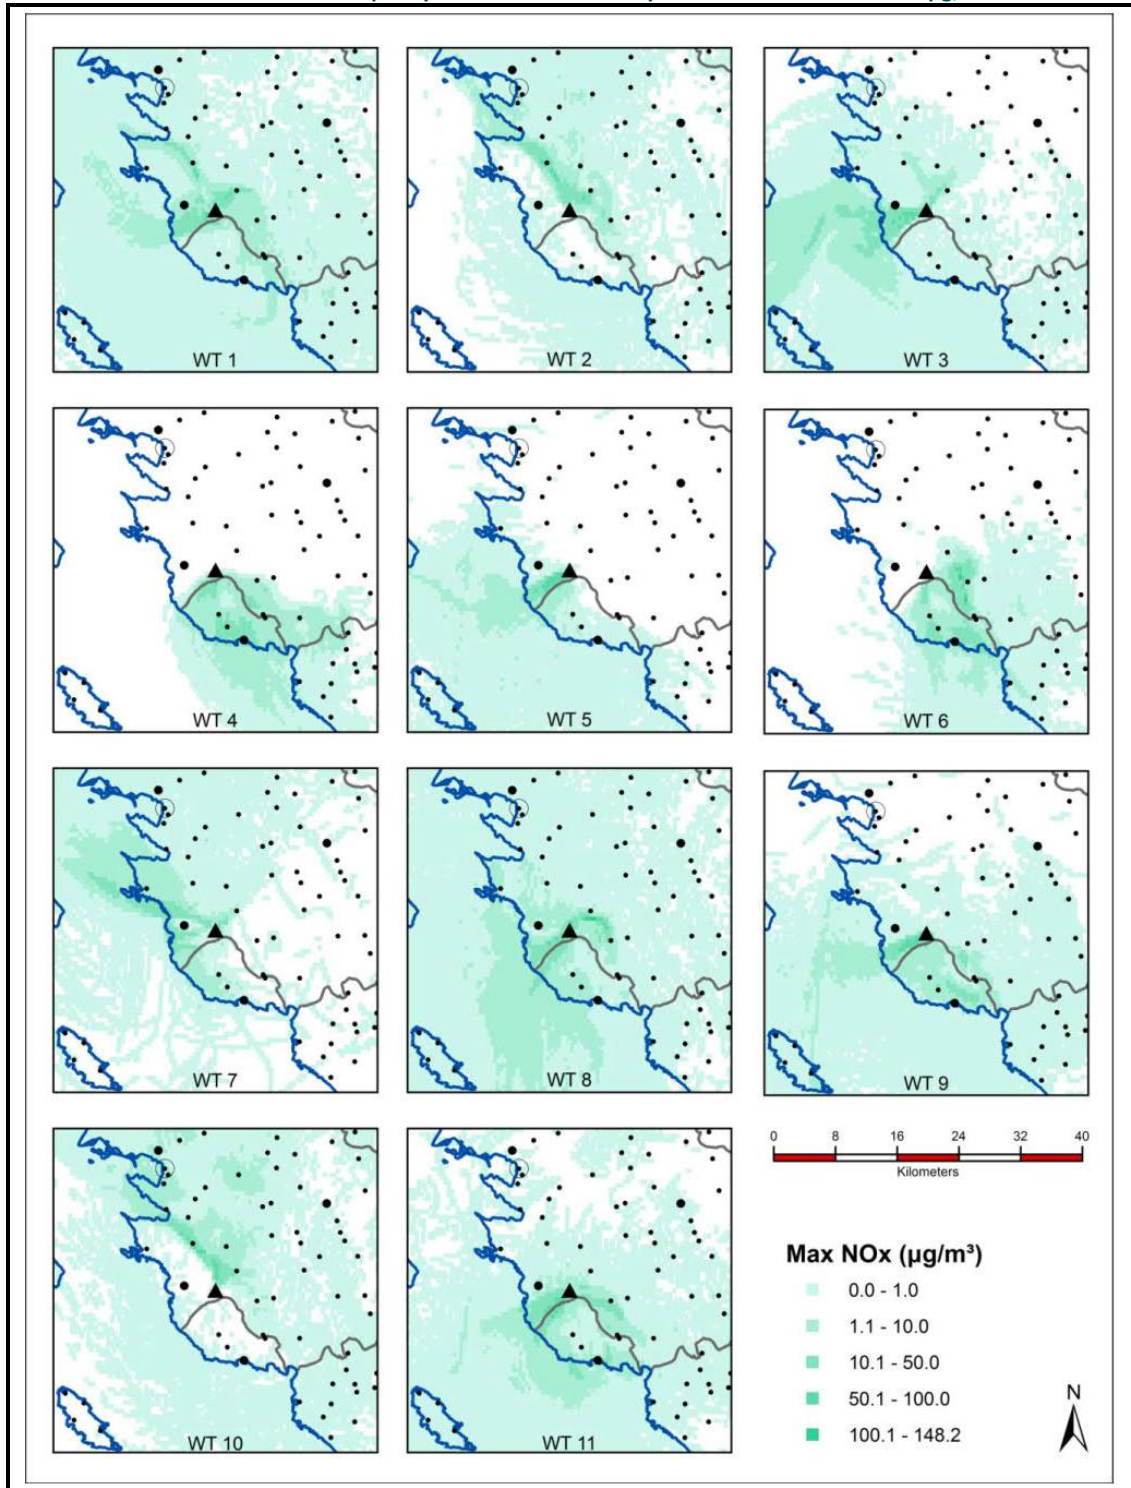 WT 1
WT 2
WT 3
WT 4
WT 5
WT 6
WT 7
WT 8
WT 9
WT 10
WT 11
0 8 16 24 32 40
Kilometers
Max NOx (µg/m³)
0.0 - 1.0
1.1 - 10.0
10.1 - 50.0
50.1 - 100.0
100.1 - 148.2
N